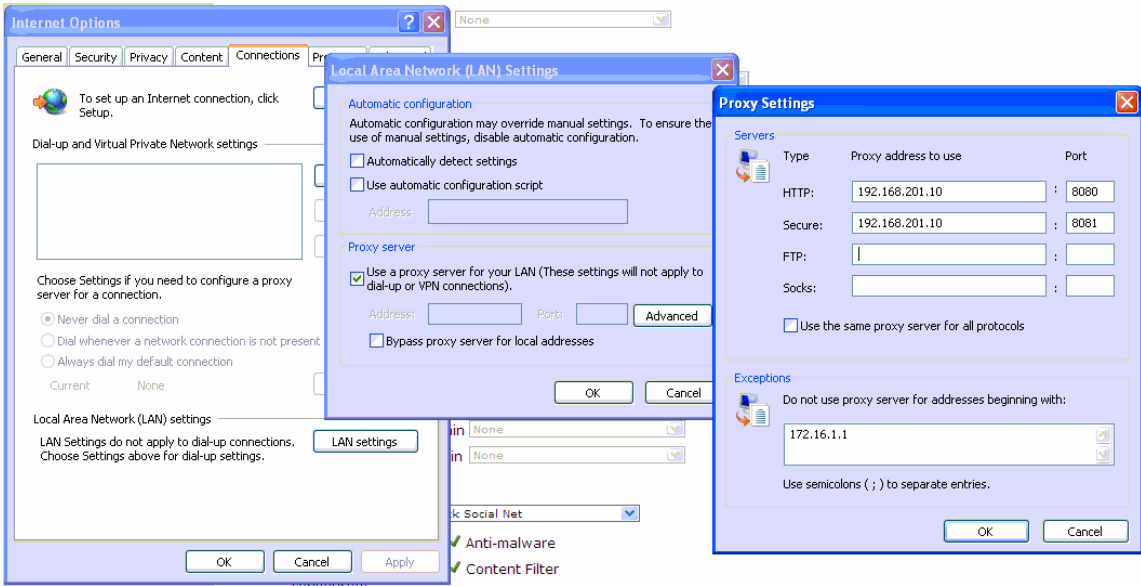 Internet Options
General Security Privacy Content Connections
To set up an Internet connection, click
Setup.
Dial-up and Virtual Private Network settings
Choose Settings if you need to configure a proxy
server for a connection.
Never dial a connection
Dial whenever a network connection is not present
Always dial my default connection
Current None
Local Area Network (LAN) settings
LAN Settings do not apply to dial-up connections.
Choose Settings above for dial-up settings.
LAN settings
OK Cancel Apply
None
Local Area Network (LAN) Settings
Automatic configuration
Automatic configuration may override manual settings. To ensure the
use of manual settings, disable automatic configuration.
Automatically detect settings
Use automatic configuration script
Address
Proxy server
Use a proxy server for your LAN (These settings will not apply to
dial-up or VPN connections).
Address: Port: Advanced
Bypass proxy server for local addresses
OK Cancel
Proxy Settings
Servers
Type Proxy address to use Port
HTTP: 192.168.201.10 : 8080
Secure: 192.168.201.10 : 8081
FTP: :
Socks: :
Use the same proxy server for all protocols
Exceptions
Do not use proxy server for addresses beginning with:
172.16.1.1
Use semicolons ( ; ) to separate entries.
OK Cancel
in None
in None
k Social Net
Anti-malware
Content Filter